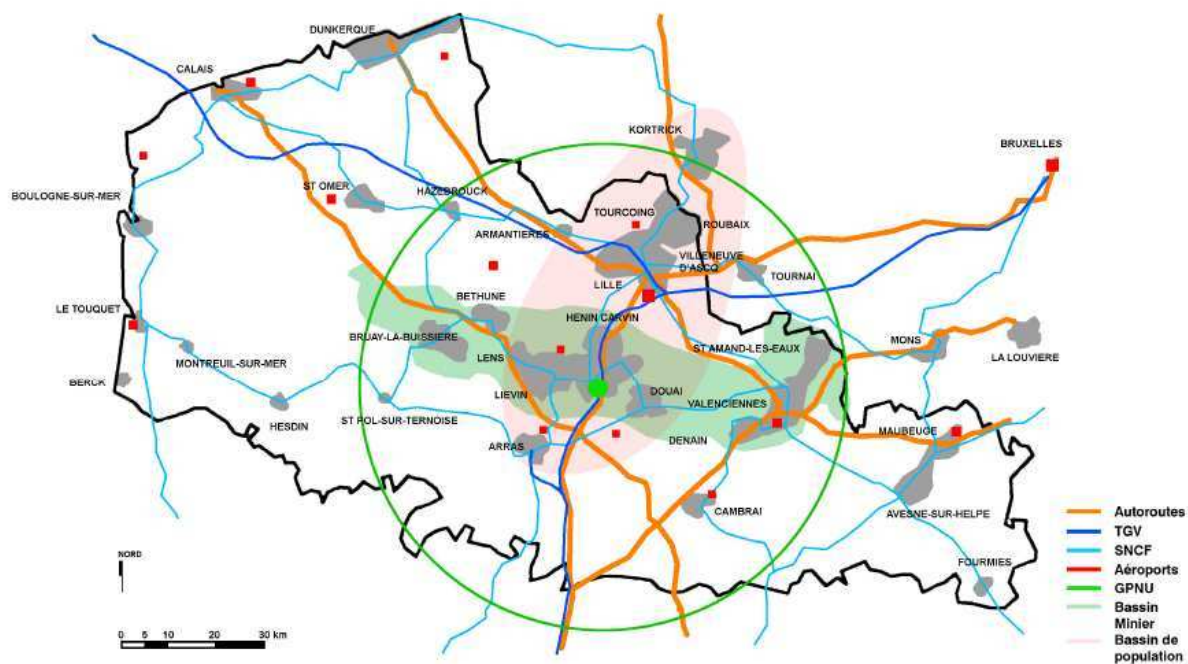 DUNKERQUE
CALAIS
KORTRICK
BRUXELLES
ST OMER
HAZEBROUCK
BOULOGNE-SUR-MER
TOURCOING
ROUBAIX
ARMANTIERES
VILLENEUVE
D'ASCQ
TOURNAI
LILLE
BETHUNE
LE TOUQUET
HENIN CARVIN
BRUAY-LA-BUISSIERE
ST AMAND-LES-EAUX
MONS
LA LOUVIERE
LENS
MONTREUIL-SUR-MER
BERCK
LIEVIN
DOUAI
VALENCIENNES
HESDIN
ST POL-SUR-TERNOISE
ARRAS
DENAIN
MAUBEUGE
CAMBRAI
AVESNE-SUR-HELPE
FOURMIES
NORD
0 5 10 20 30 km
Autoroutes
TGV
SNCF
Aéroports
GPNU
Bassin
Minier
Bassin de
population